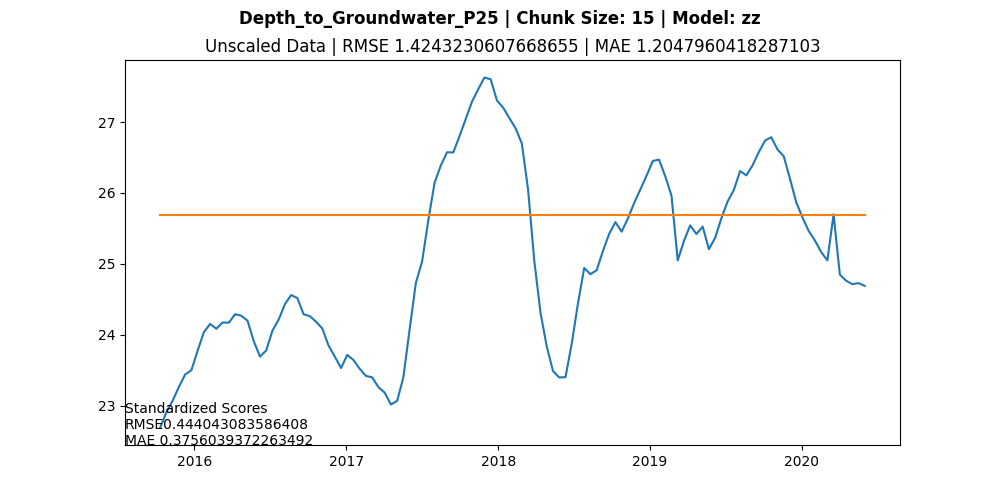 Depth_to_Groundwater_P25 | Chunk Size: 15 | Model: zz
Unscaled Data | RMSE 1.4243230607668655 | MAE 1.2047960418287103
27
26
25
24
23
Standardized Scores
RMSE0.444043083586408
MAE 0.3756039372263492
2016 2017 2018 2019 2020